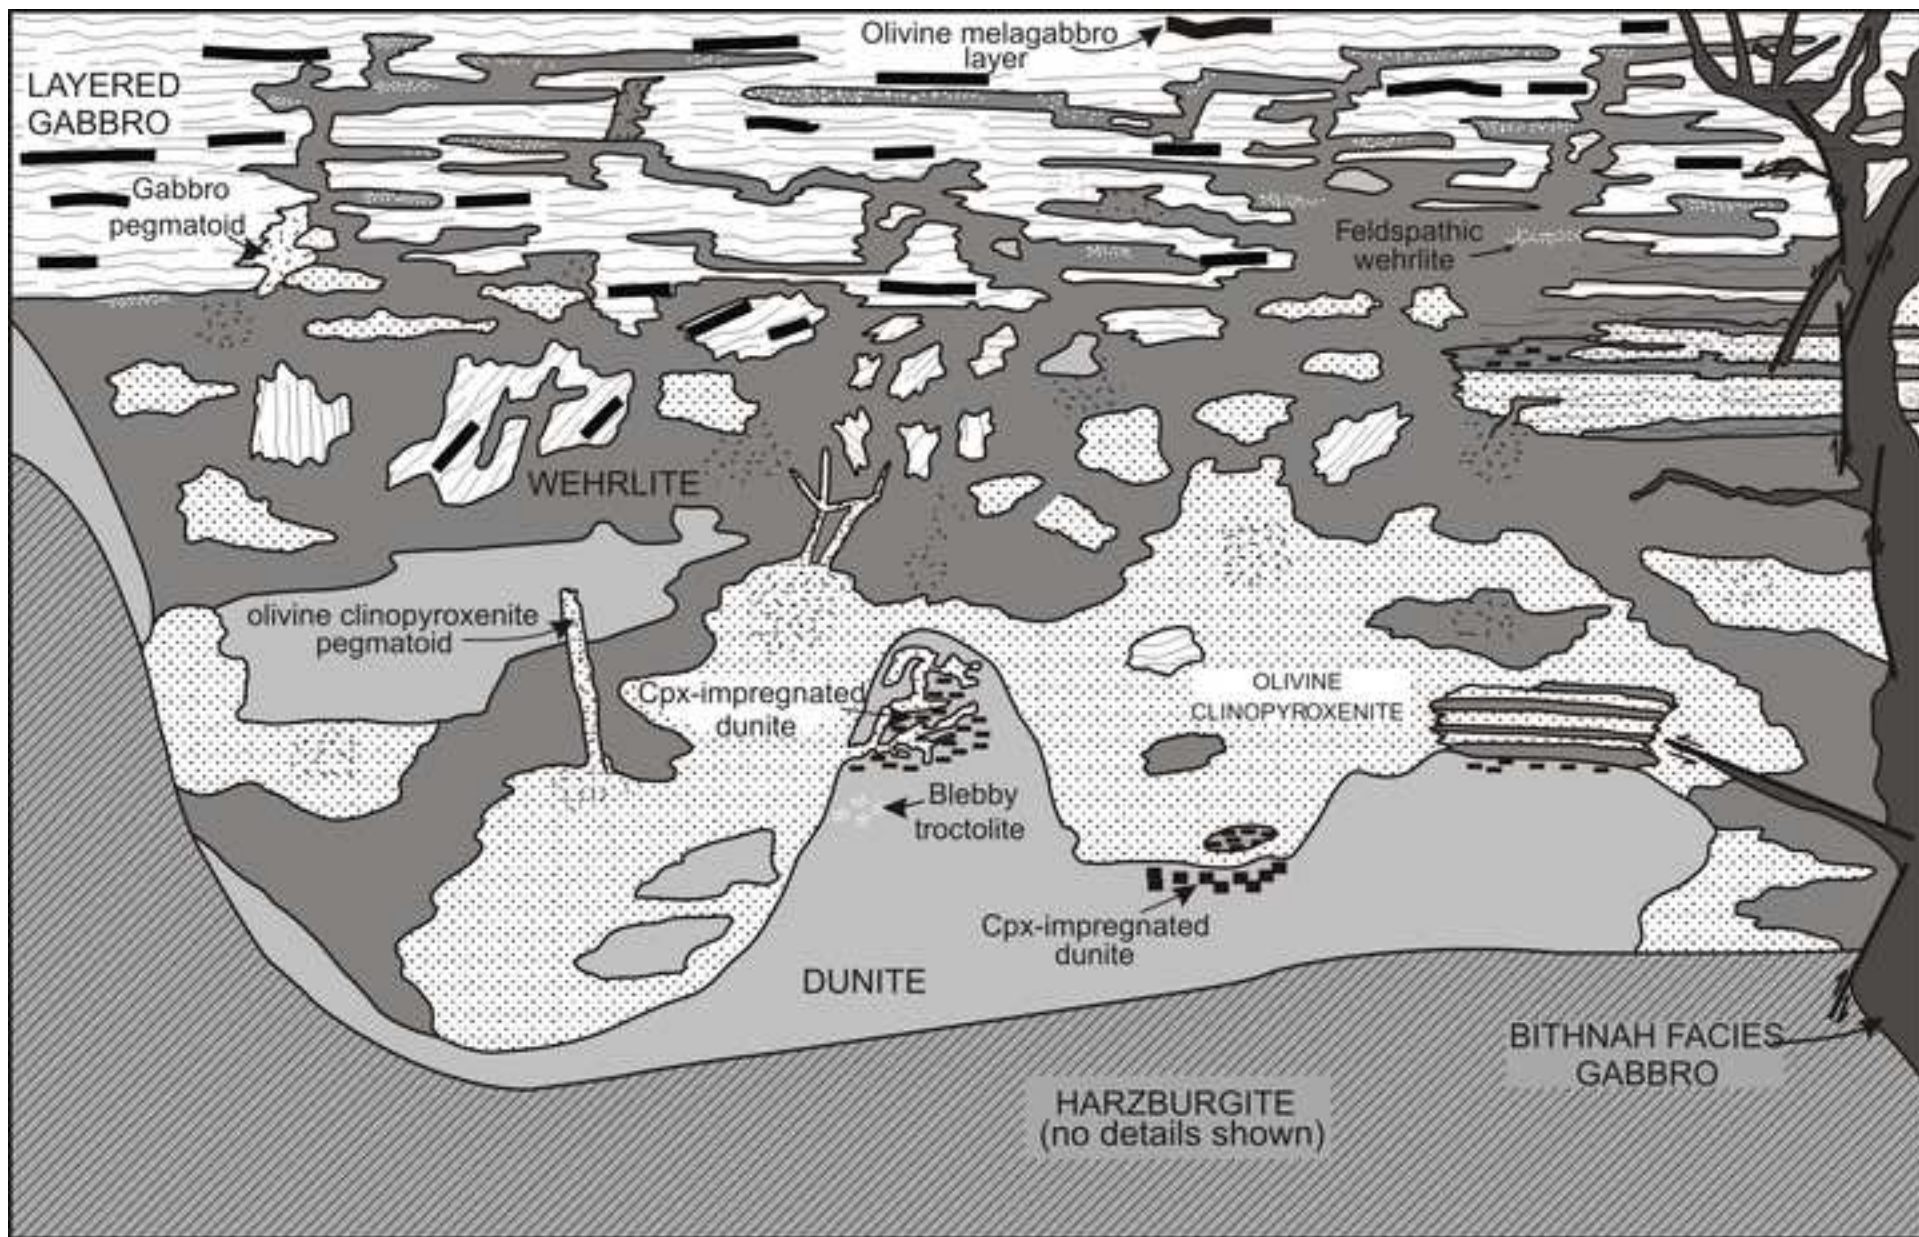 Olivine melagabbro
layer
LAYERED
GABBRO
Gabbro
pegmatoid
Feldspathic
wehrlite
WEHRLITE
olivine clinopyroxenite
pegmatoid
Cpx-impregnated
dunite
OLIVINE
CLINOPYROXENITE
Blebby
troctolite
Cpx-impregnated
dunite
DUNITE
BITHNAH FACIES
GABBRO
HARZBURGITE
(no details shown)